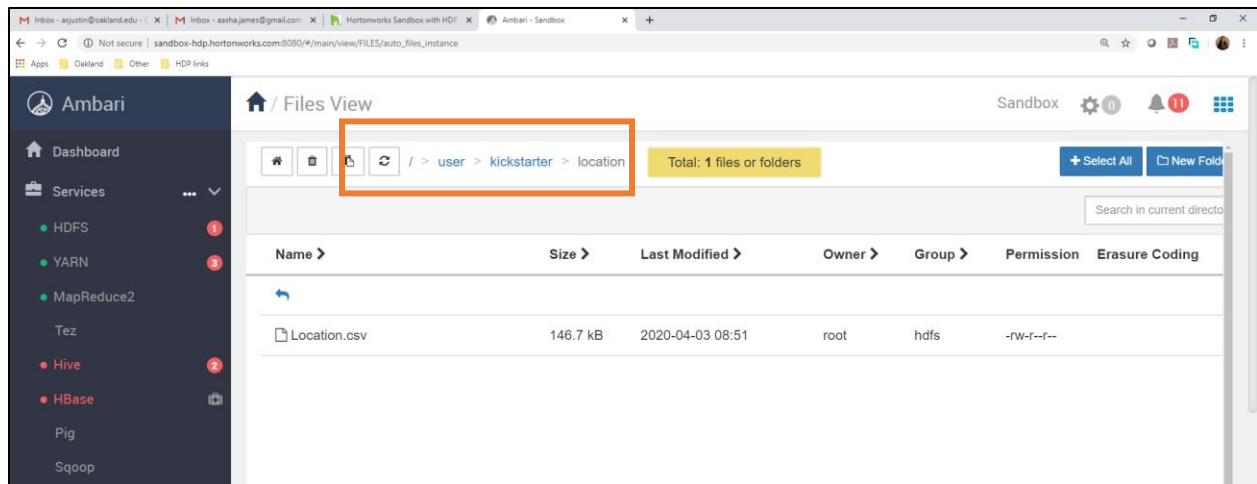 Inbox - asjustin@oakland.edu - Inbox - aasha.james@gmail.com Hortonworks Sandbox with HDP Ambari - Sandbox
Not secure | sandbox-hdp.hortonworks.com:8080/#/main/view/FILES/auto_files_instance
Apps Oakland Other HDP links
Ambari / Files View Sandbox 0 11
Dashboard / > user > kickstarter > location Total: 1 files or folders + Select All New Folde
Services ...
Search in current directo
HDFS 1
Name Size Last Modified Owner Group Permission Erasure Coding
YARN 3
MapReduce2
Tez
Location.csv 146.7 kB 2020-04-03 08:51 root hdfs -rw-r--r--
Hive 2
HBase
Pig
Sqoop